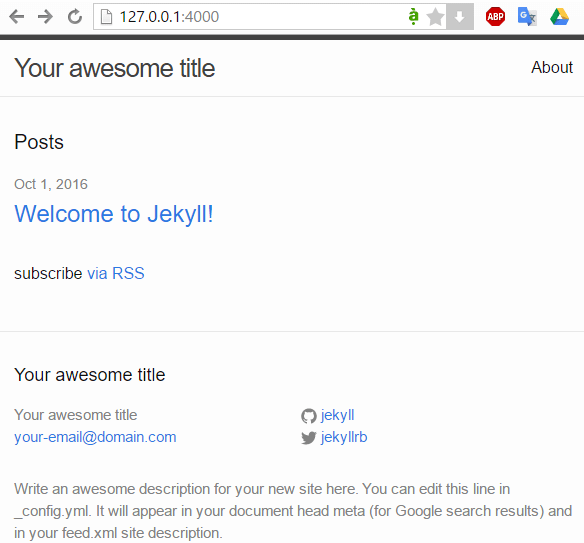 127.0.0.1:4000
ABP
Your awesome title
About
Posts
Oct 1, 2016
Welcome to Jekyll!
subscribe via RSS
Your awesome title
Your awesome title
jekyll
your-email@domain.com
jekyllrb
Write an awesome description for your new site here. You can edit this line in
_config.yml. It will appear in your document head meta (for Google search results) and
in your feed.xml site description.